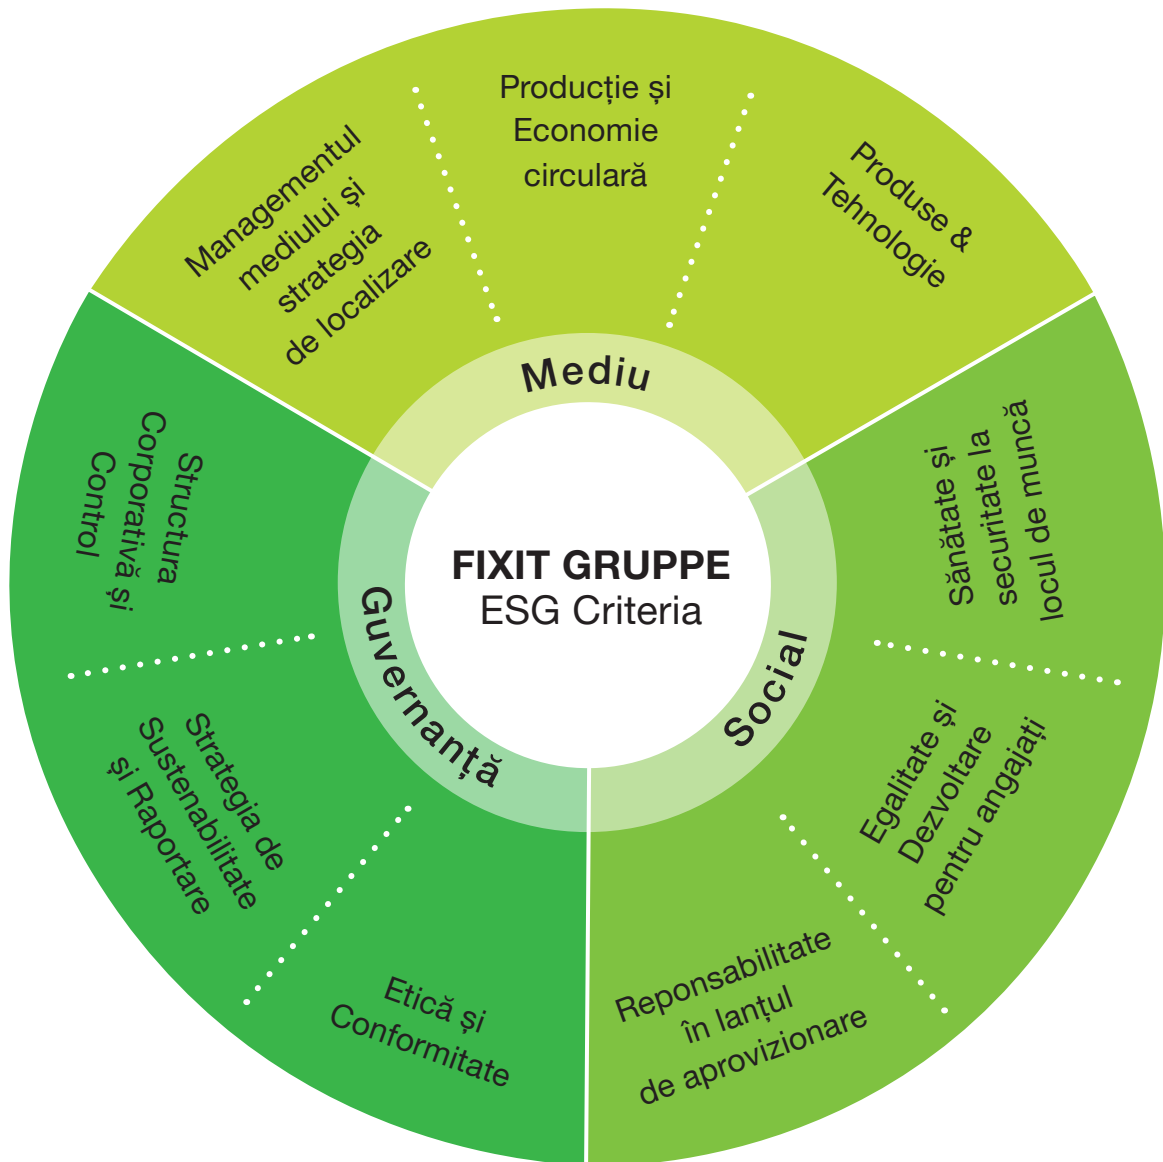 Producție și
Economie
circulară
Produse &
Tehnologie
Managementul
mediului și
strategia
de localizare
Mediu
Sănătate și
securitate la
locul de muncă
Structura
Corporativă și
Control
FIXIT GRUPPE
ESG Criteria
Guvernanță
Social
Egalitate și
Dezvoltare
pentru angajați
Strategia de
Sustenabilitate
și Raportare
Reponsabilitate
în lanțul
de aprovizionare
Etică și
Conformitate